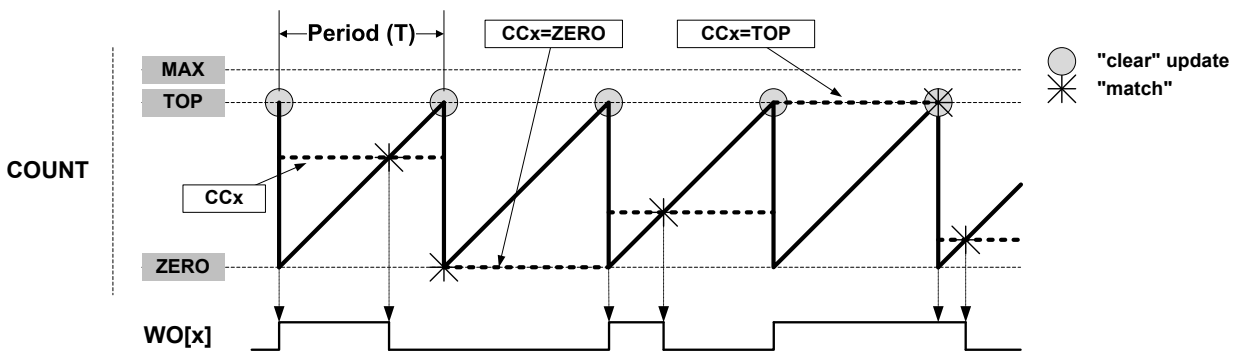 Period (T)
CCx=ZERO
CCx=TOP
"clear" update
"match"
MAX
TOP
COUNT
CCx
ZERO
WO[x]